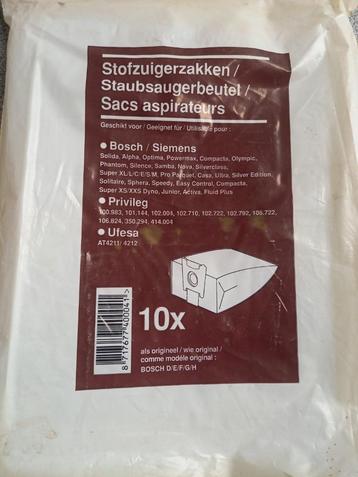 Stofzuigerzakken /
Staubsaugerbeutel /
Sacs aspirateurs
Geschikt voor / Geeignet für / Utilisable pour :
● Bosch / Siemens
Solida, Alpha, Optima, Powermax, Compacta, Olympic,
Phantom, Silence, Samba, Nova, Silverclass,
Super XL/L/C/E/S/M, Pro Parquet, Casa, Ultra, Silver Edition,
Solitaire, Sphera, Speedy, Easy Control, Compacta,
Super XS/XXS Dyno, Junior, Activa, Fluid Plus
● Privileg
100.983, 101.144, 102.004, 102.710, 102.722, 102.792, 106.722,
106.824, 350.294, 414.004
● Ufesa
AT4211/ 4212
10x
als origineel / wie original /
comme modèle original :
BOSCH D/E/F/G/H
8 717677 400041 >